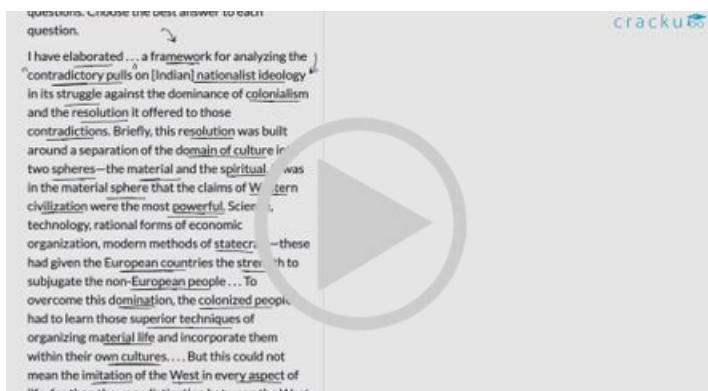 questions. Choose the best answer to each
cracku
question.
I have elaborated . . . a framework for analyzing the
contradictory pulls on [Indian] nationalist ideology
in its struggle against the dominance of colonialism
and the resolution it offered to those
contradictions. Briefly, this resolution was built
around a separation of the domain of culture
two spheres—the material and the spiritual. was
in the material sphere that the claims of
civilization were the most powerful.
technology, rational forms of economic
organization, modern methods of —these
had given the European countries the to
subjugate the non-European people . . . To
overcome this domination, the colonized
had to learn those superior techniques of
organizing material life and incorporate them
within their own cultures. . . . But this could not
mean the imitation of the West in every aspect of